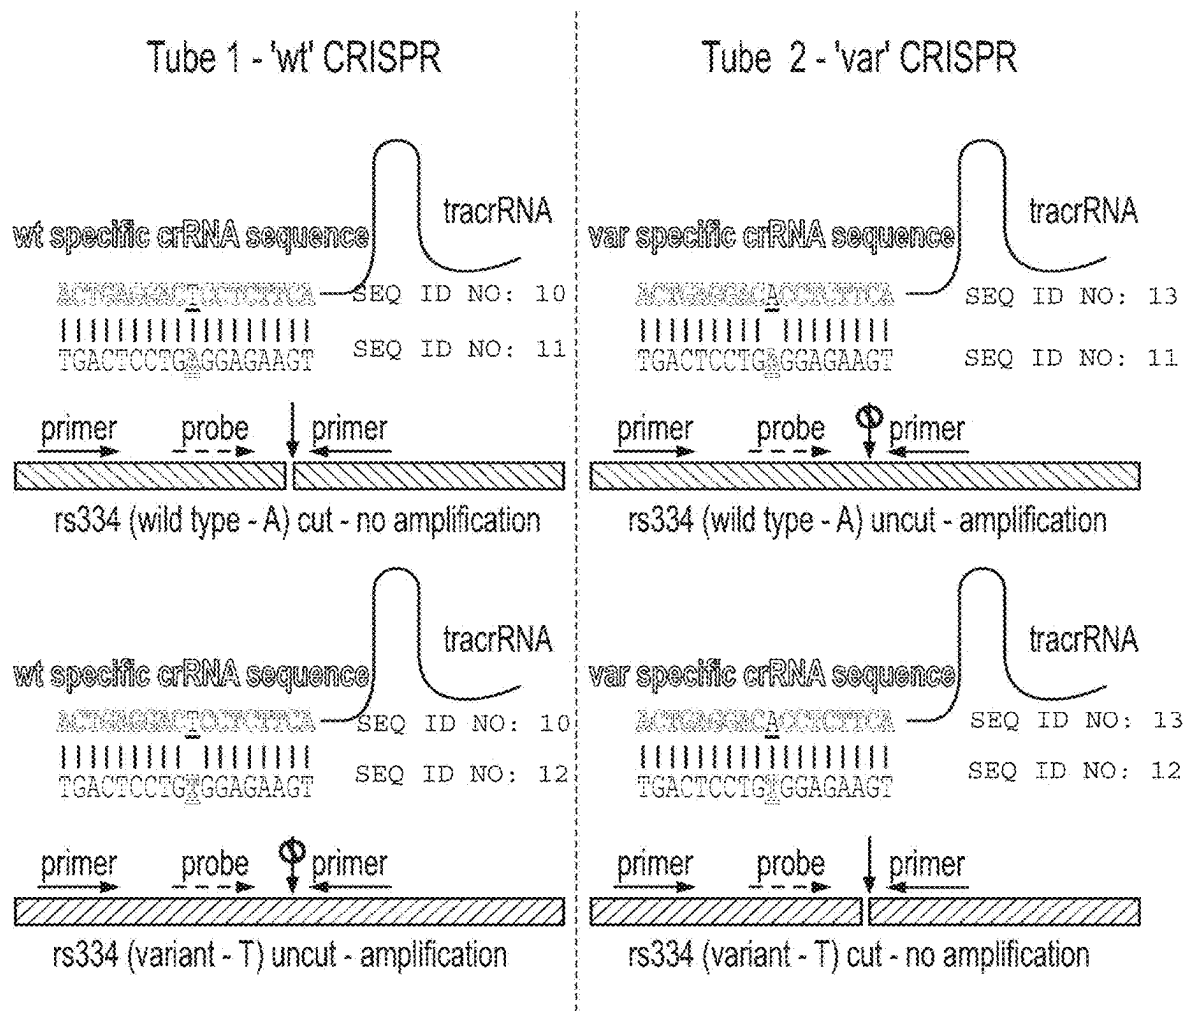 Tube 1 - 'wt' CRISPR
tracrRNA
wt specific crRNA sequence
ACTGAGGACTCCTCTTCA SEQ ID NO: 10
TGACTCCTGAGGAGAAGT SEQ ID NO: 11
primer probe primer
rs334 (wild type - A) cut - no amplification
tracrRNA
wt specific crRNA sequence
ACTGAGGACTCCTCTTCA SEQ ID NO: 10
TGACTCCTGTGGAGAAGT SEQ ID NO: 12
primer probe primer
rs334 (variant - T) uncut - amplification
Tube 2 - 'var' CRISPR
tracrRNA
var specific crRNA sequence
ACTGAGGACACCTCTTCA SEQ ID NO: 13
TGACTCCTGAGGAGAAGT SEQ ID NO: 11
primer probe primer
rs334 (wild type - A) uncut - amplification
tracrRNA
var specific crRNA sequence
ACTGAGGACACCTCTTCA SEQ ID NO: 13
TGACTCCTGTGGAGAAGT SEQ ID NO: 12
primer probe primer
rs334 (variant - T) cut - no amplification